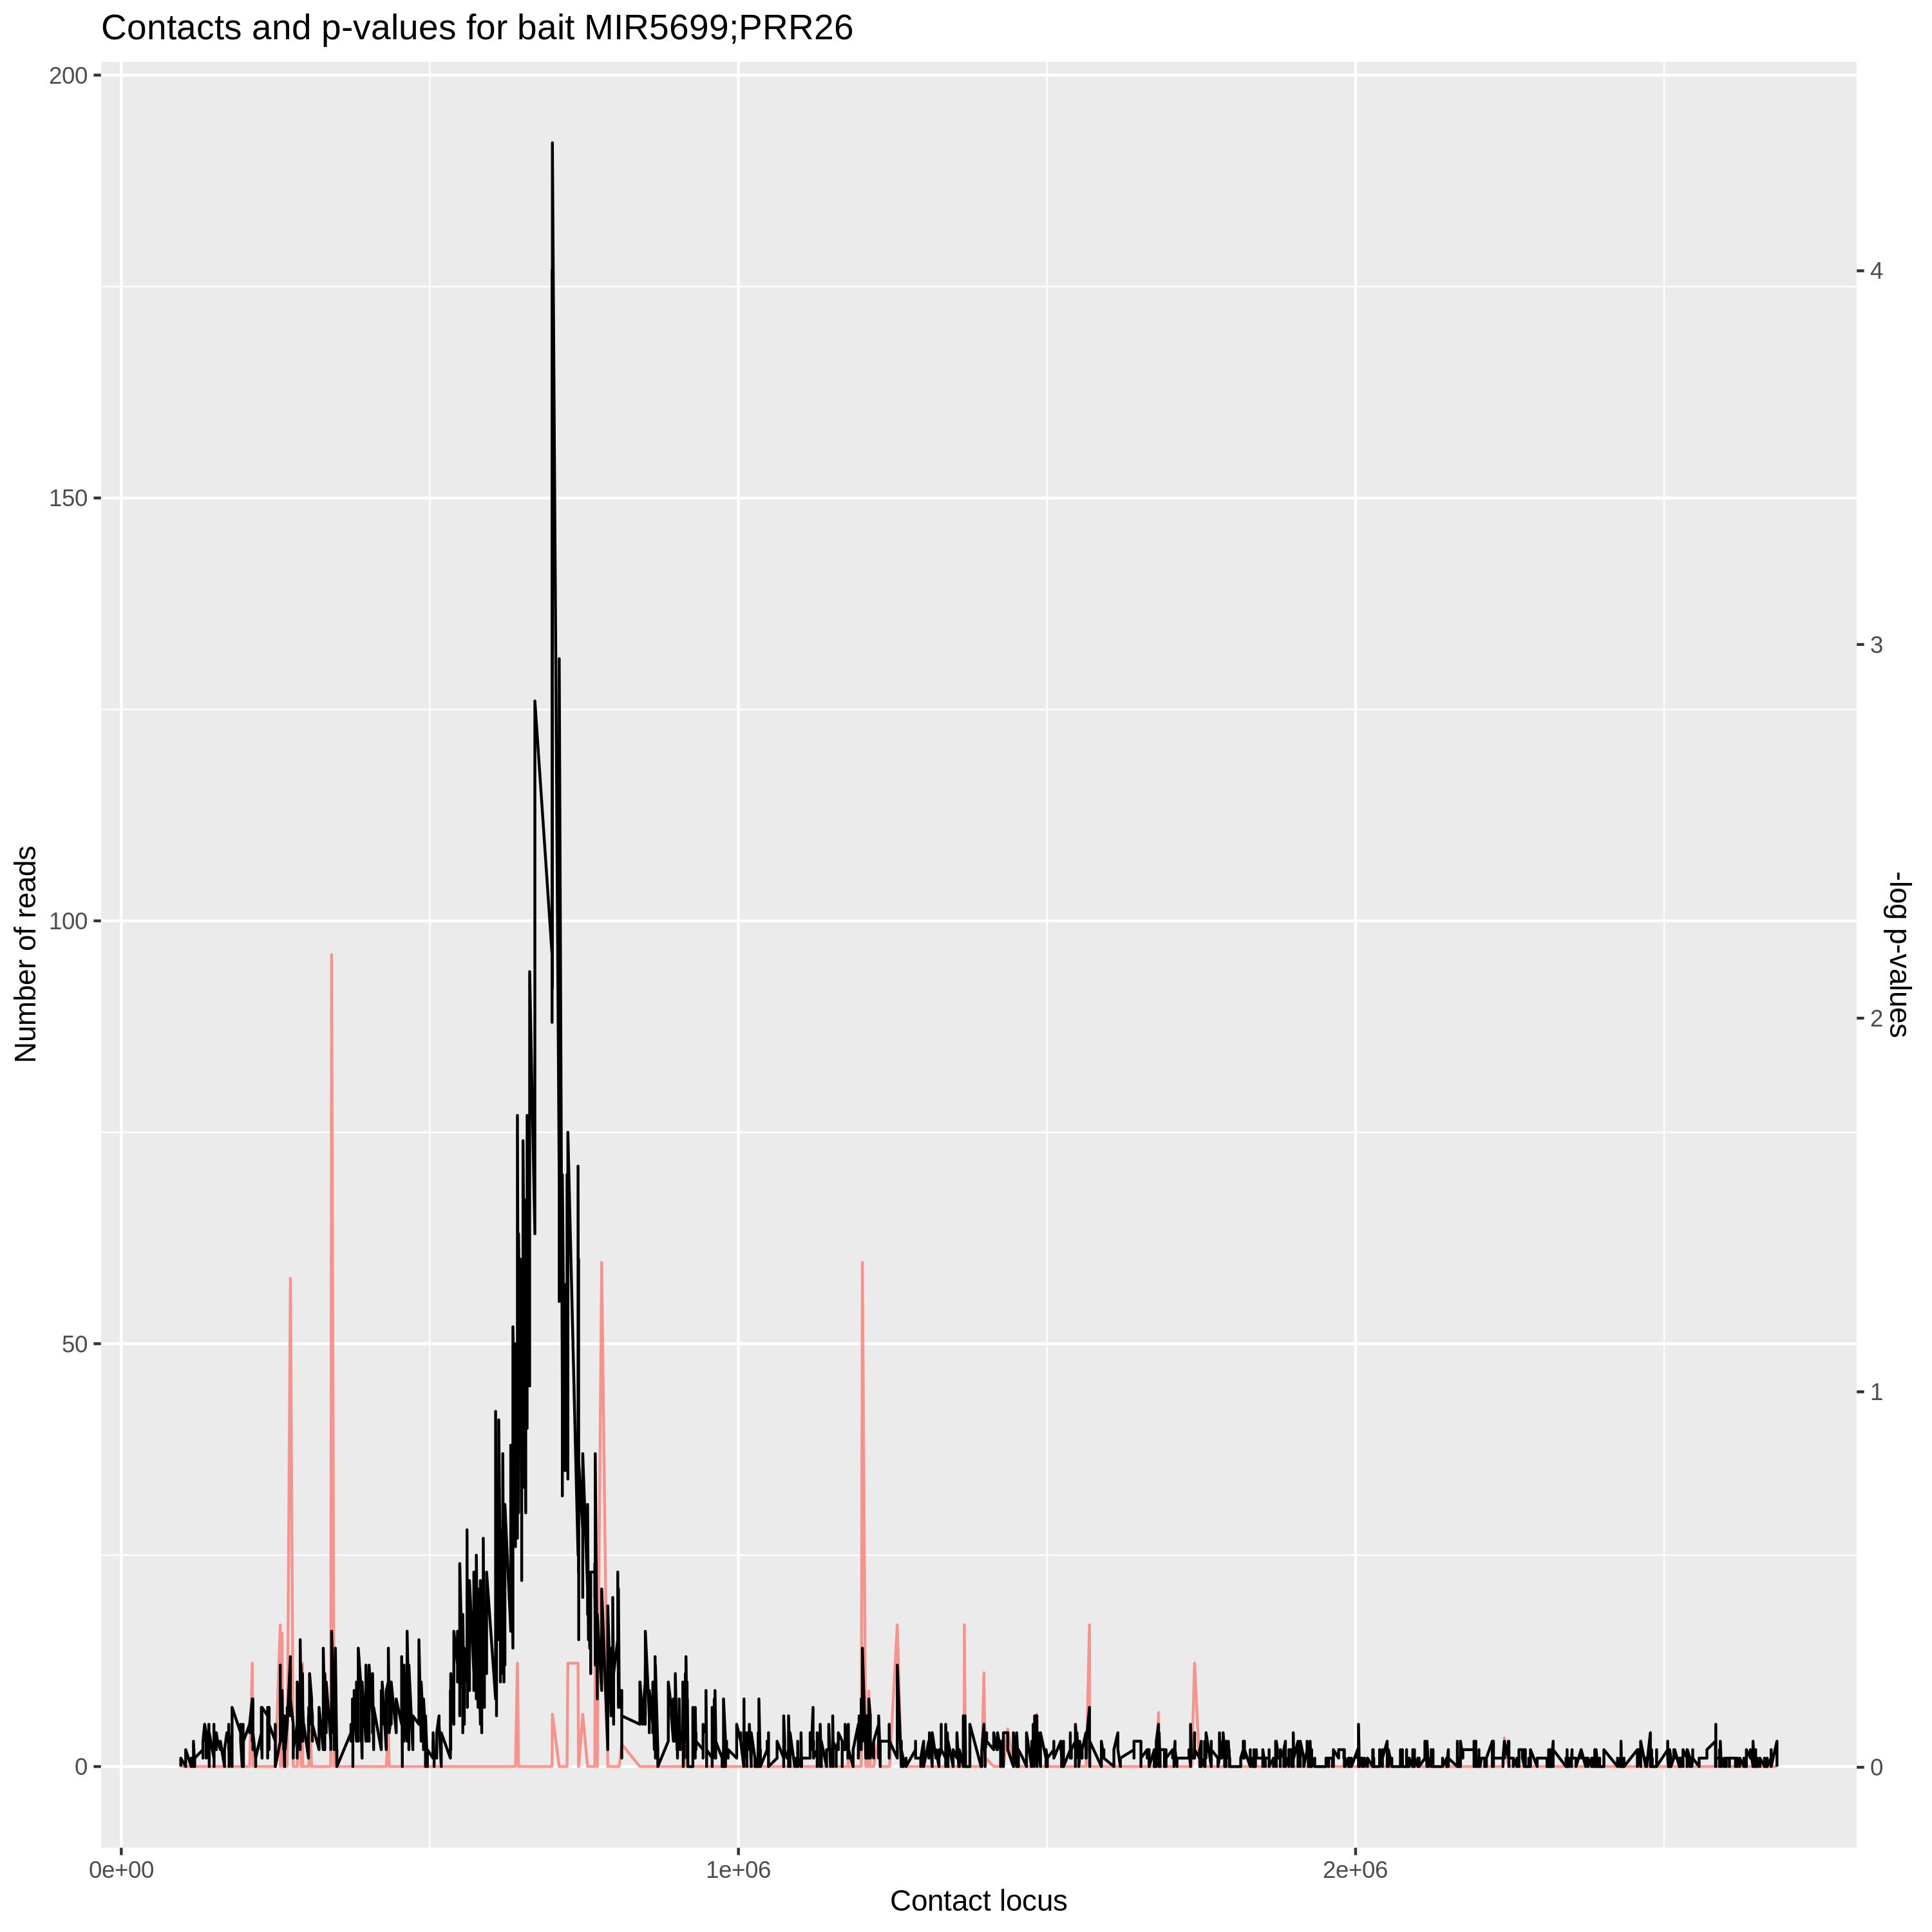 Contacts and p-values for bait MIR5699;PRR26
200
150
100
50
0
Number of reads
4
3
2
1
0
-log p-values
0e+00
1e+06
2e+06
Contact locus